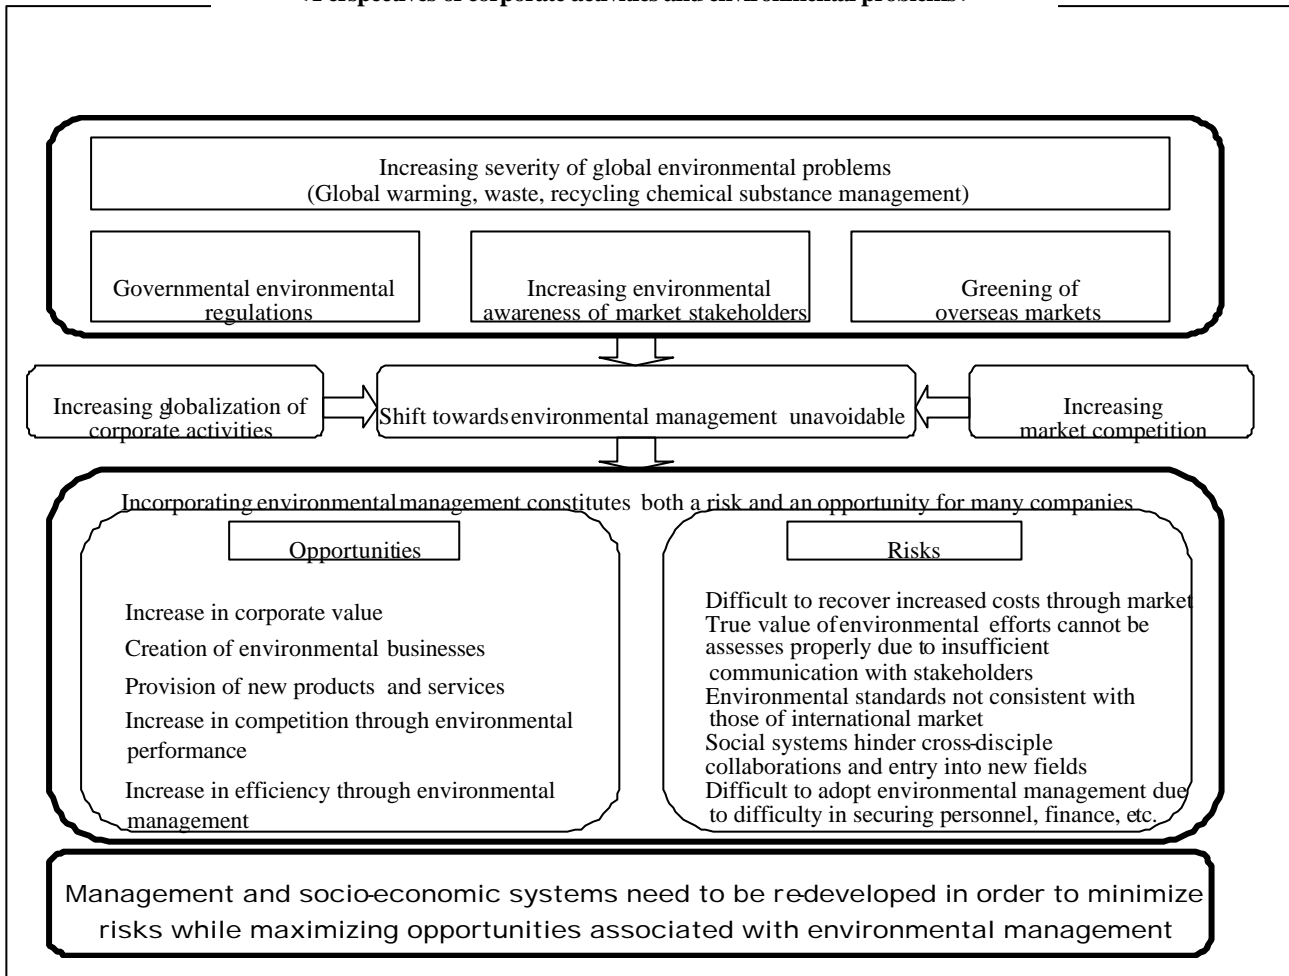 Perspectives of corporate activities and environmental problems
Increasing severity of global environmental problems
(Global warming, waste, recycling chemical substance management)
Governmental environmental
regulations
Increasing environmental
awareness of market stakeholders
Greening of
overseas markets
Increasing globalization of
corporate activities
Shift towards environmental management unavoidable
Increasing
market competition
Incorporating environmental management constitutes both a risk and an opportunity for many companies
Opportunities
Increase in corporate value
Creation of environmental businesses
Provision of new products and services
Increase in competition through environmental
performance
Increase in efficiency through environmental
management
Risks
Difficult to recover increased costs through market
True value of environmental efforts cannot be
assesses properly due to insufficient
communication with stakeholders
Environmental standards not consistent with
those of international market
Social systems hinder cross-disciple
collaborations and entry into new fields
Difficult to adopt environmental management due
to difficulty in securing personnel, finance, etc.
Management and socio-economic systems need to be re-developed in order to minimize
risks while maximizing opportunities associated with environmental management